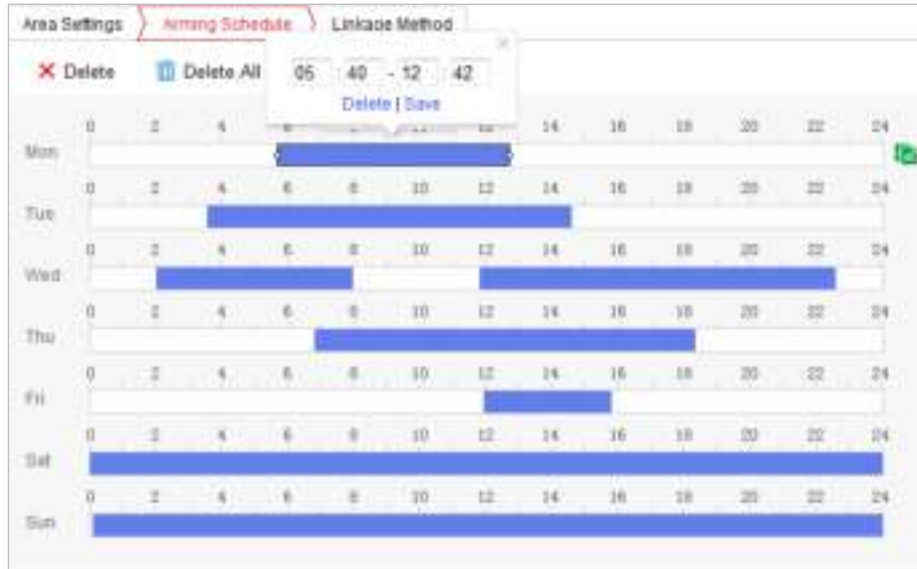 Area Settings Arming Schedule Linkage Method
Delete Delete All
05 : 40 - 12 : 42
Delete | Save
0 2 4 6 8 10 12 14 16 18 20 22 24
Mon
0 2 4 6 8 10 12 14 16 18 20 22 24
Tue
0 2 4 6 8 10 12 14 16 18 20 22 24
Wed
0 2 4 6 8 10 12 14 16 18 20 22 24
Thu
0 2 4 6 8 10 12 14 16 18 20 22 24
Fri
0 2 4 6 8 10 12 14 16 18 20 22 24
Sat
0 2 4 6 8 10 12 14 16 18 20 22 24
Sun